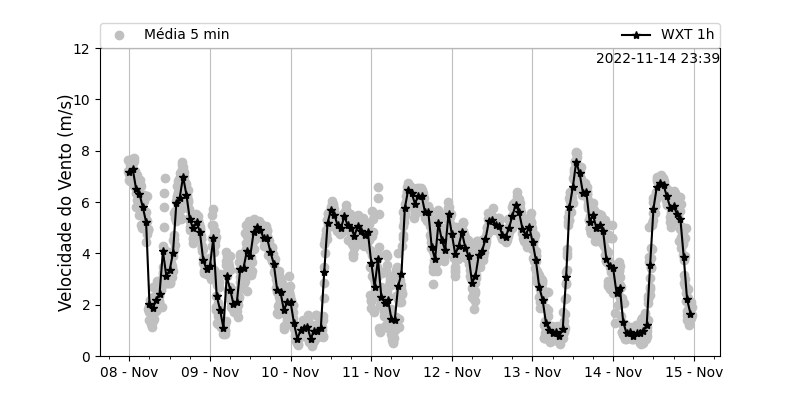 Média 5 min
WXT 1h
2022-11-14 23:39
Velocidade do Vento (m/s)
12
10
8
6
4
2
0
08 - Nov
09 - Nov
10 - Nov
11 - Nov
12 - Nov
13 - Nov
14 - Nov
15 - Nov